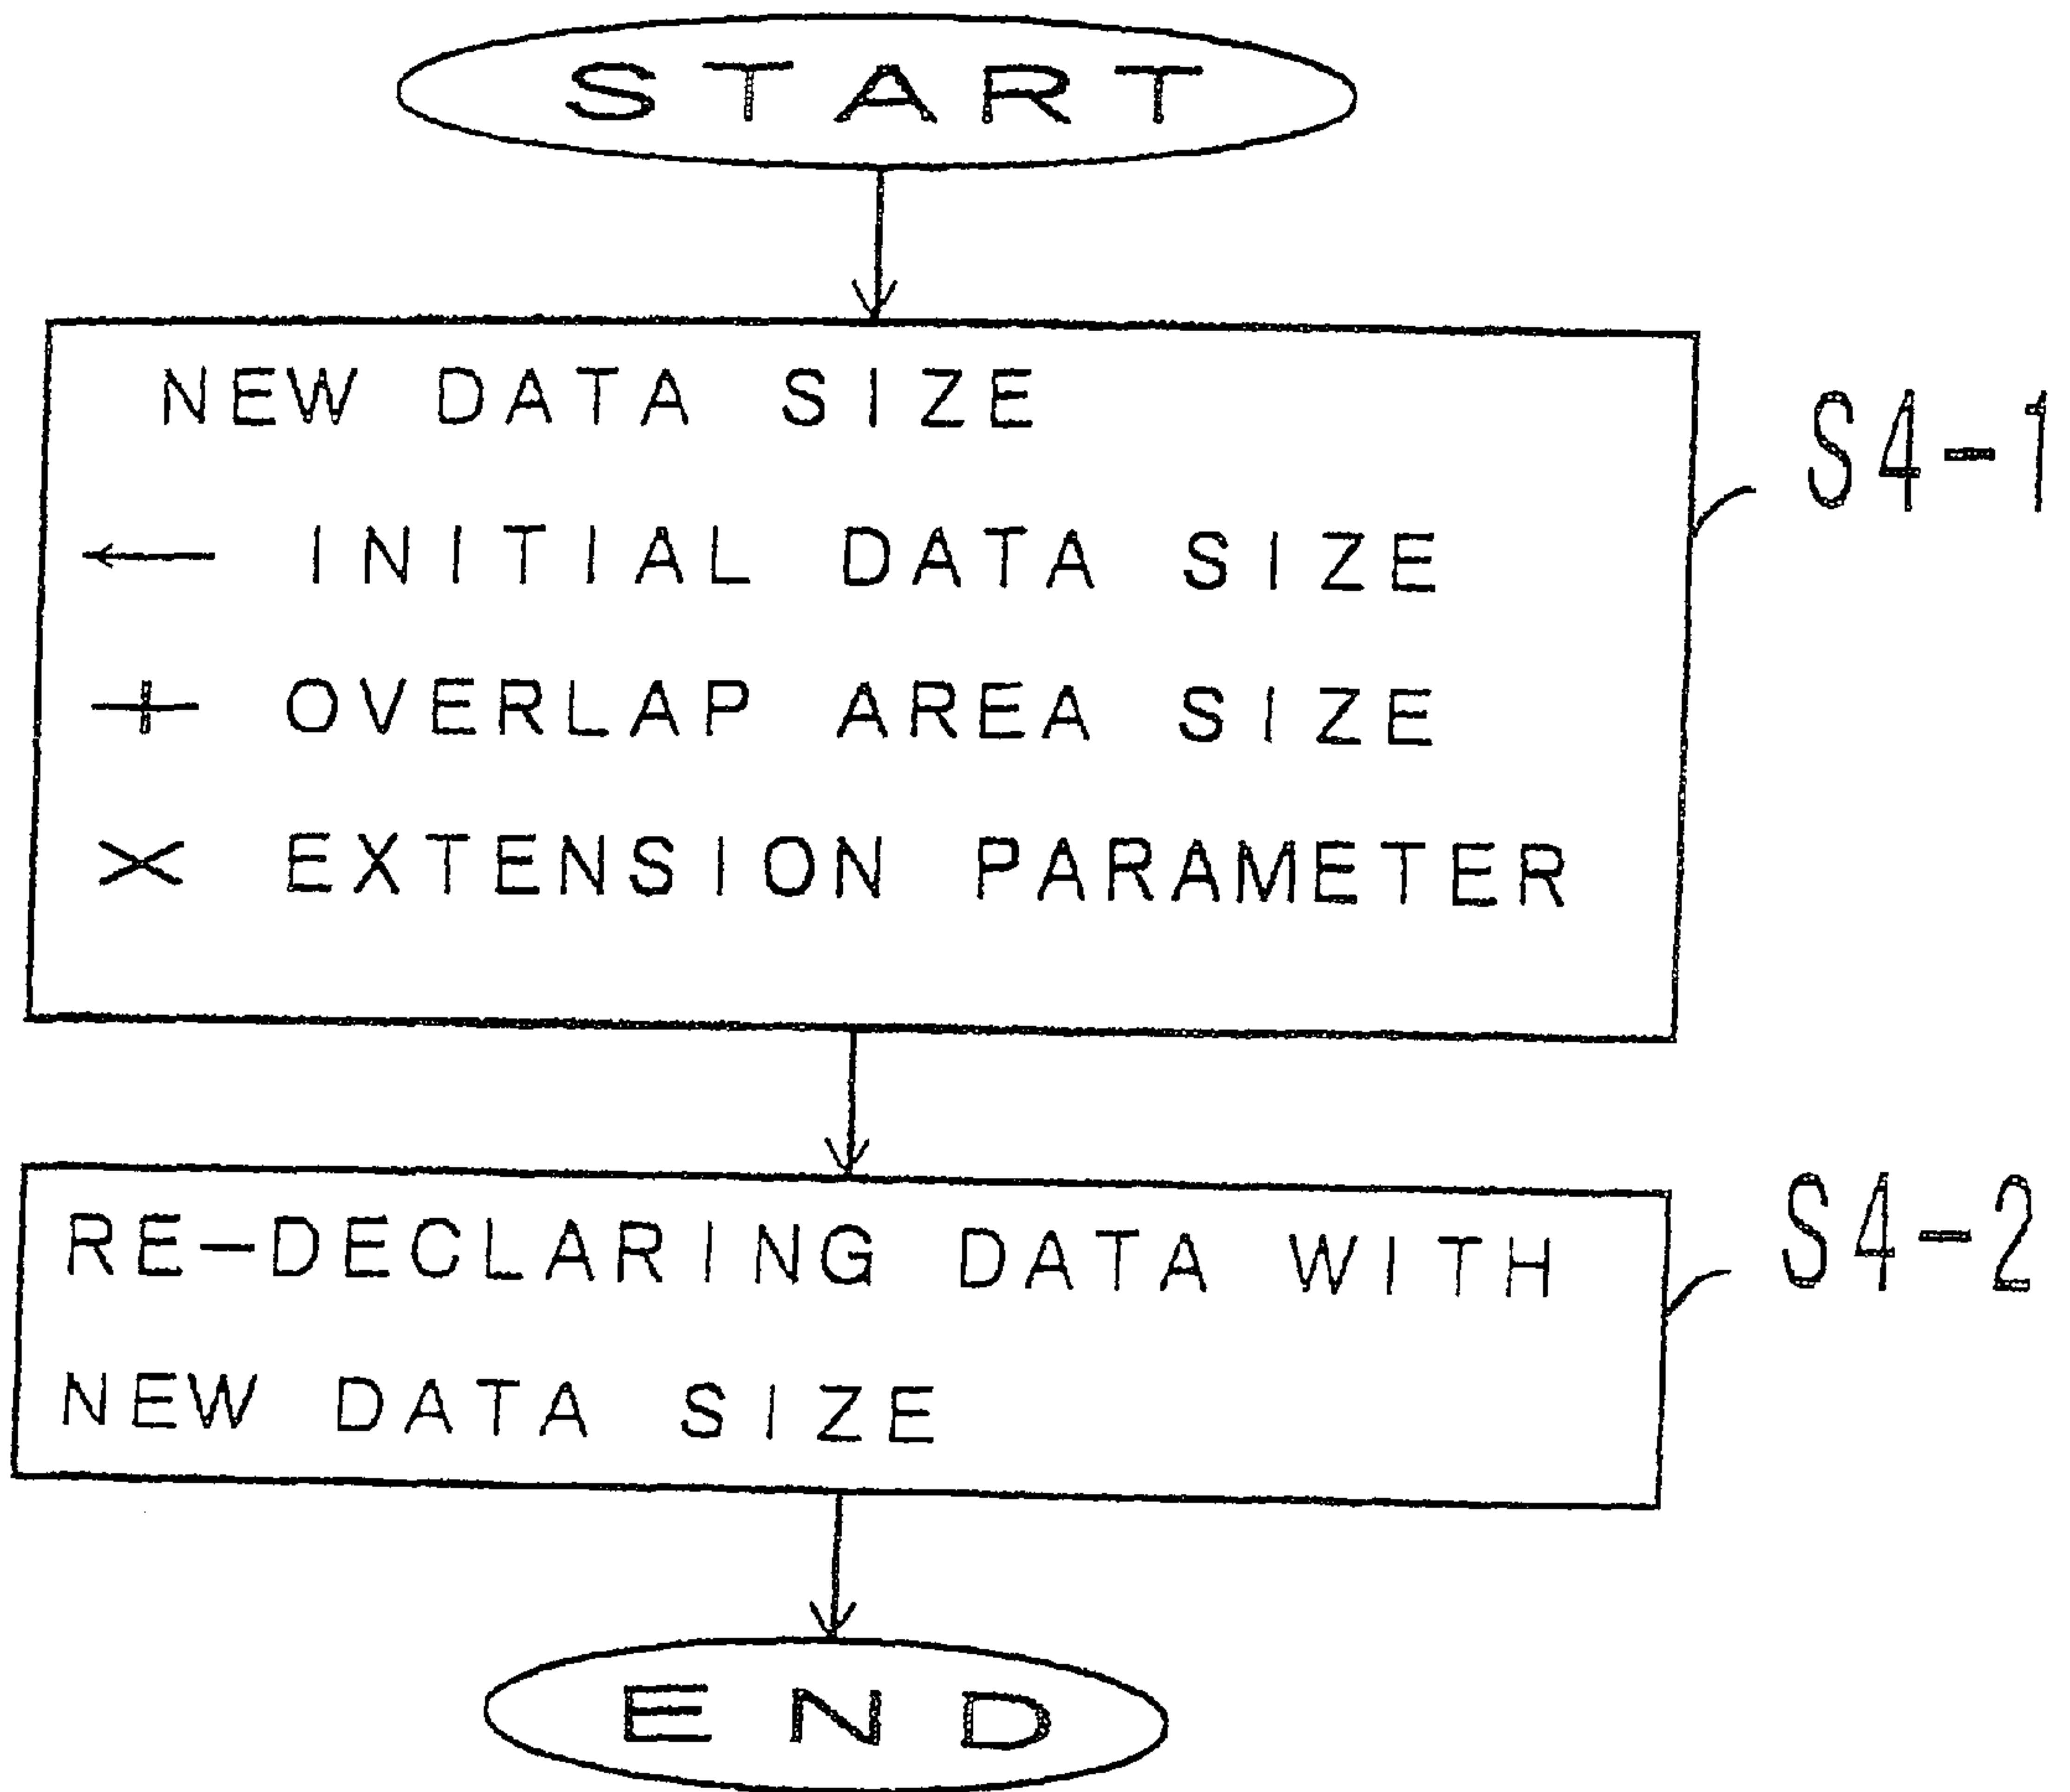 START
NEW DATA SIZE
← INITIAL DATA SIZE
+ OVERLAP AREA SIZE
× EXTENSION PARAMETER
S4-1
RE-DECLARING DATA WITH
NEW DATA SIZE
S4-2
END